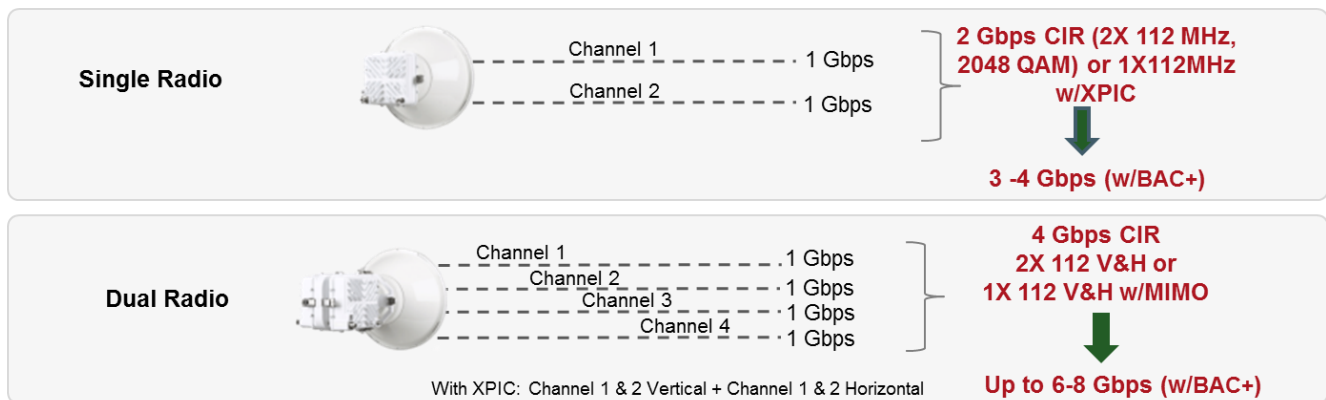 Single Radio
Channel 1
1 Gbps
Channel 2
1 Gbps
2 Gbps CIR (2X 112 MHz,
2048 QAM) or 1X112MHz
w/XPIC
3 -4 Gbps (w/BAC+)
Dual Radio
Channel 1
1 Gbps
Channel 2
1 Gbps
Channel 3
1 Gbps
Channel 4
1 Gbps
With XPIC: Channel 1 & 2 Vertical + Channel 1 & 2 Horizontal
4 Gbps CIR
2X 112 V&H or
1X 112 V&H w/MIMO
Up to 6-8 Gbps (w/BAC+)